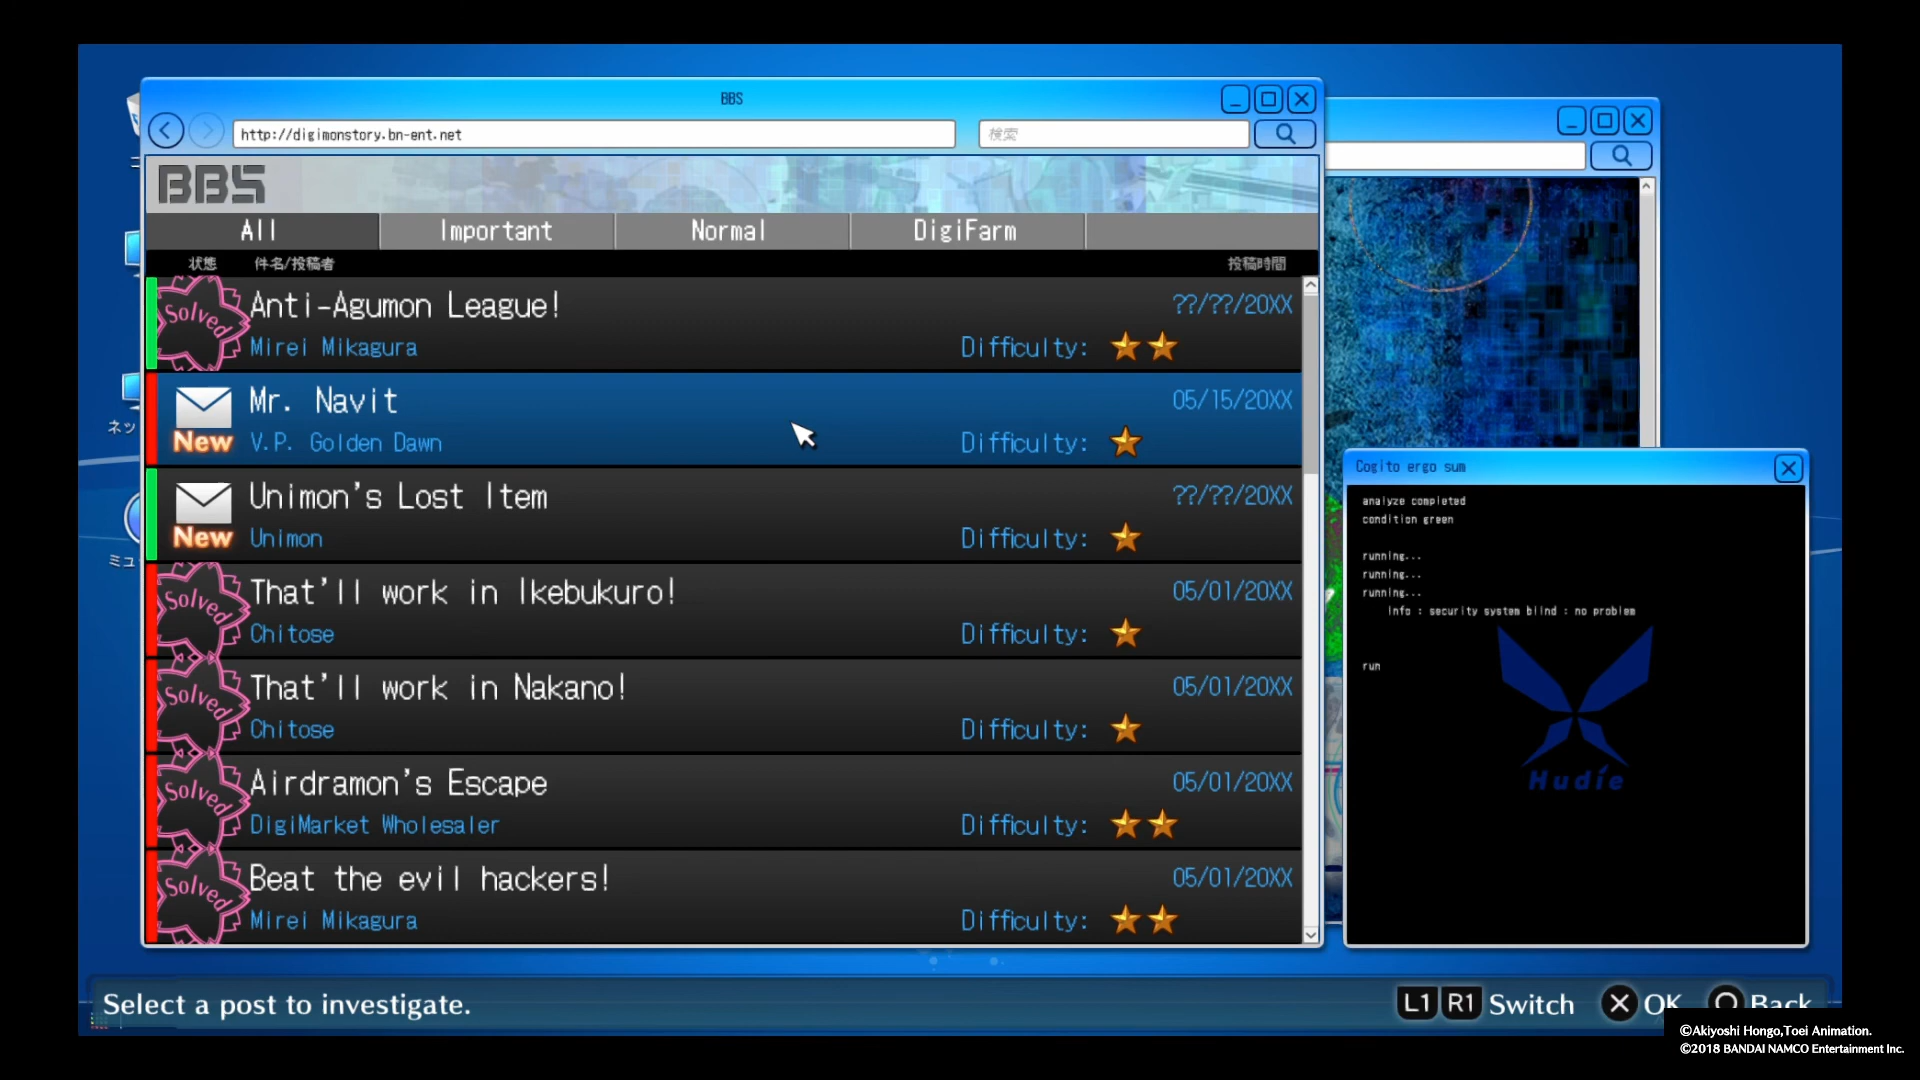 BBS
http://digimonstory.bn-ent.net
検索
BBS
All Important Normal DigiFarm
状態 件名/投稿者 投稿時間
Solved Anti-Agumon League! ??/??/20XX
Mirei Mikagura Difficulty:
Mr. Navit 05/15/20XX
New V.P. Golden Dawn Difficulty:
Unimon's Lost Item ??/??/20XX
New Unimon Difficulty:
Solved That'll work in Ikebukuro! 05/01/20XX
Chitose Difficulty:
Solved That'll work in Nakano! 05/01/20XX
Chitose Difficulty:
Solved Airdramon's Escape 05/01/20XX
DigiMarket Wholesaler Difficulty:
Solved Beat the evil hackers! 05/01/20XX
Mirei Mikagura Difficulty:
ネッ
ミュ
Cogito ergo sum
analyze completed
condition green
running...
running...
running...
info : security system blind : no problem
run
Hudie
Select a post to investigate.
L1 R1 Switch OK Back
©Akiyoshi Hongo,Toei Animation.
©2018 BANDAI NAMCO Entertainment Inc.